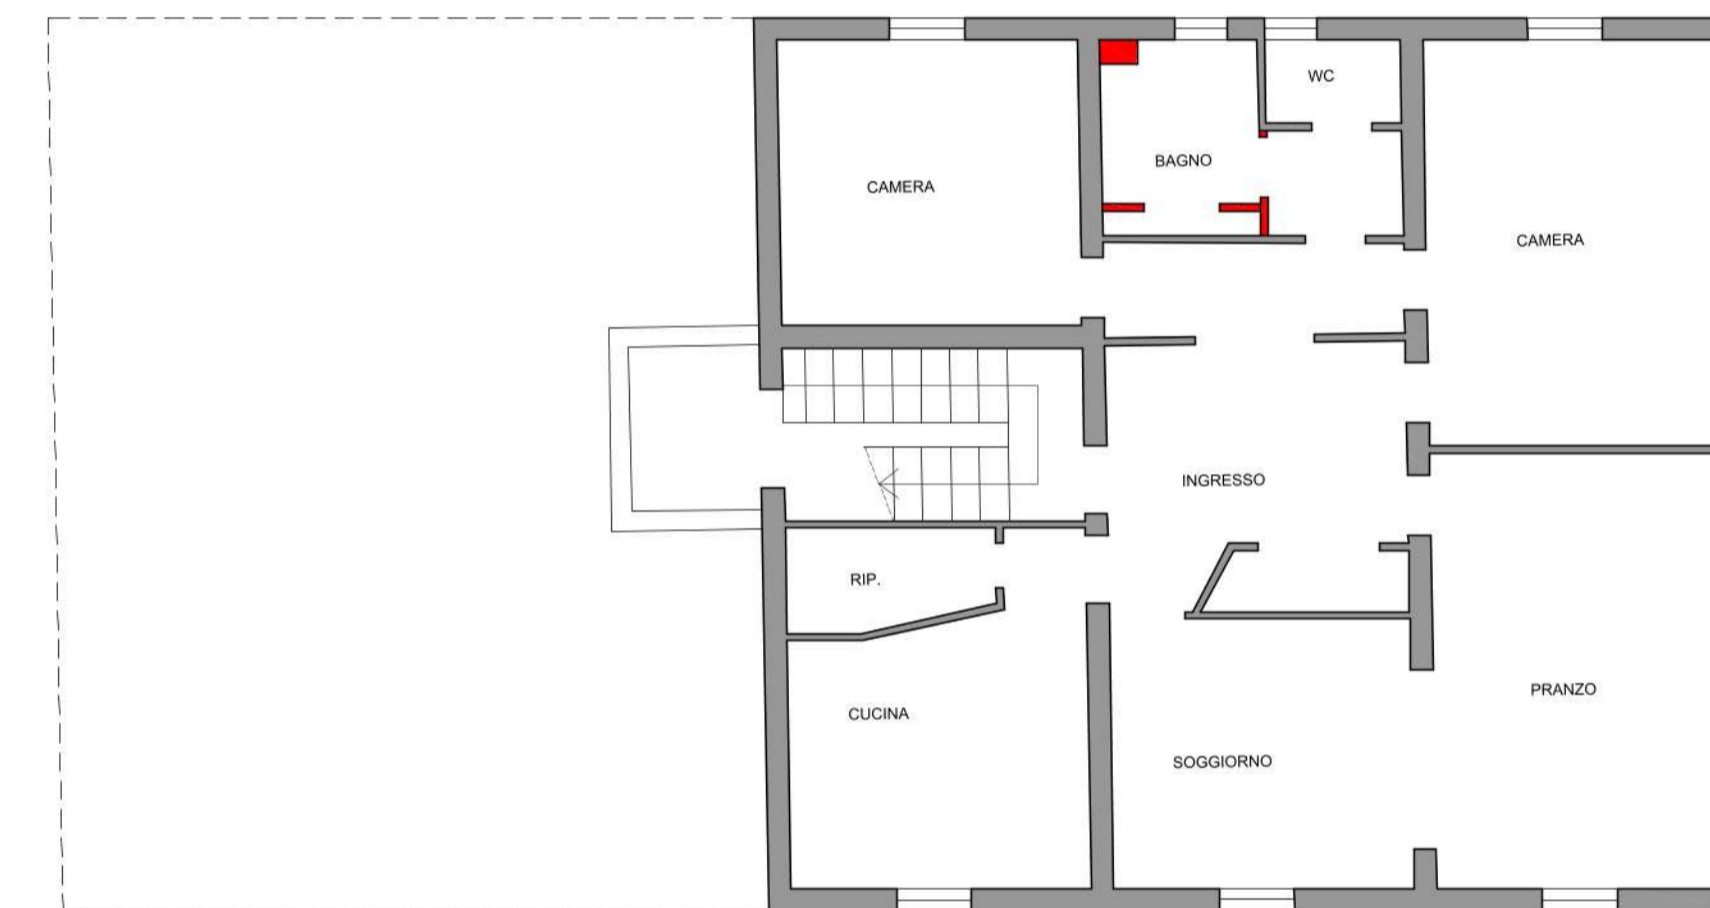 WC
BAGNO
CAMERA
CAMERA
INGRESSO
RIP.
PRANZO
CUCINA
SOGGIORNO